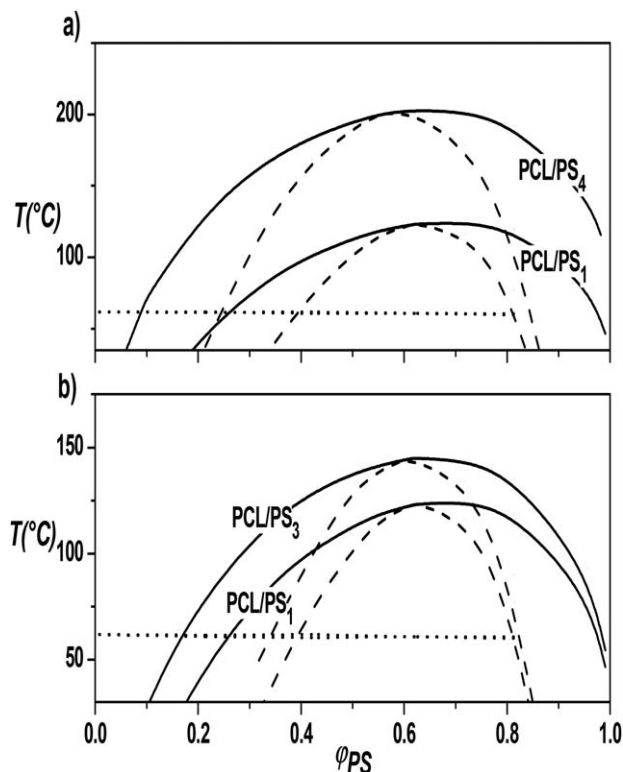 a)
200
PCL/PS₄
T(°C)
100
PCL/PS₁
b)
150
PCL/PS₃
T(°C)
100
PCL/PS₁
50
0.0 0.2 0.4 0.6 0.8 1.0
φPS